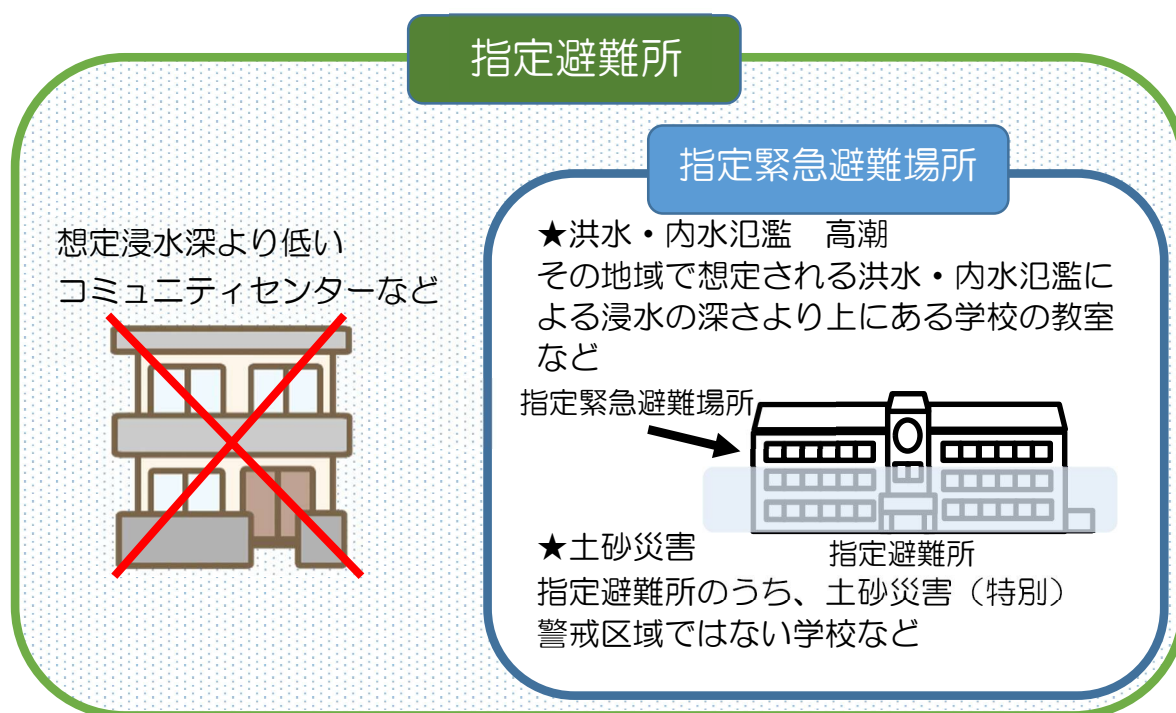 指定避難所
指定緊急避難場所
想定浸水深より低い
コミュニティセンターなど
★洪水・内水氾濫　高潮
その地域で想定される洪水・内水氾濫に
よる浸水の深さより上にある学校の教室
など
指定緊急避難場所
指定避難所
★土砂災害
指定避難所のうち、土砂災害（特別）
警戒区域ではない学校など